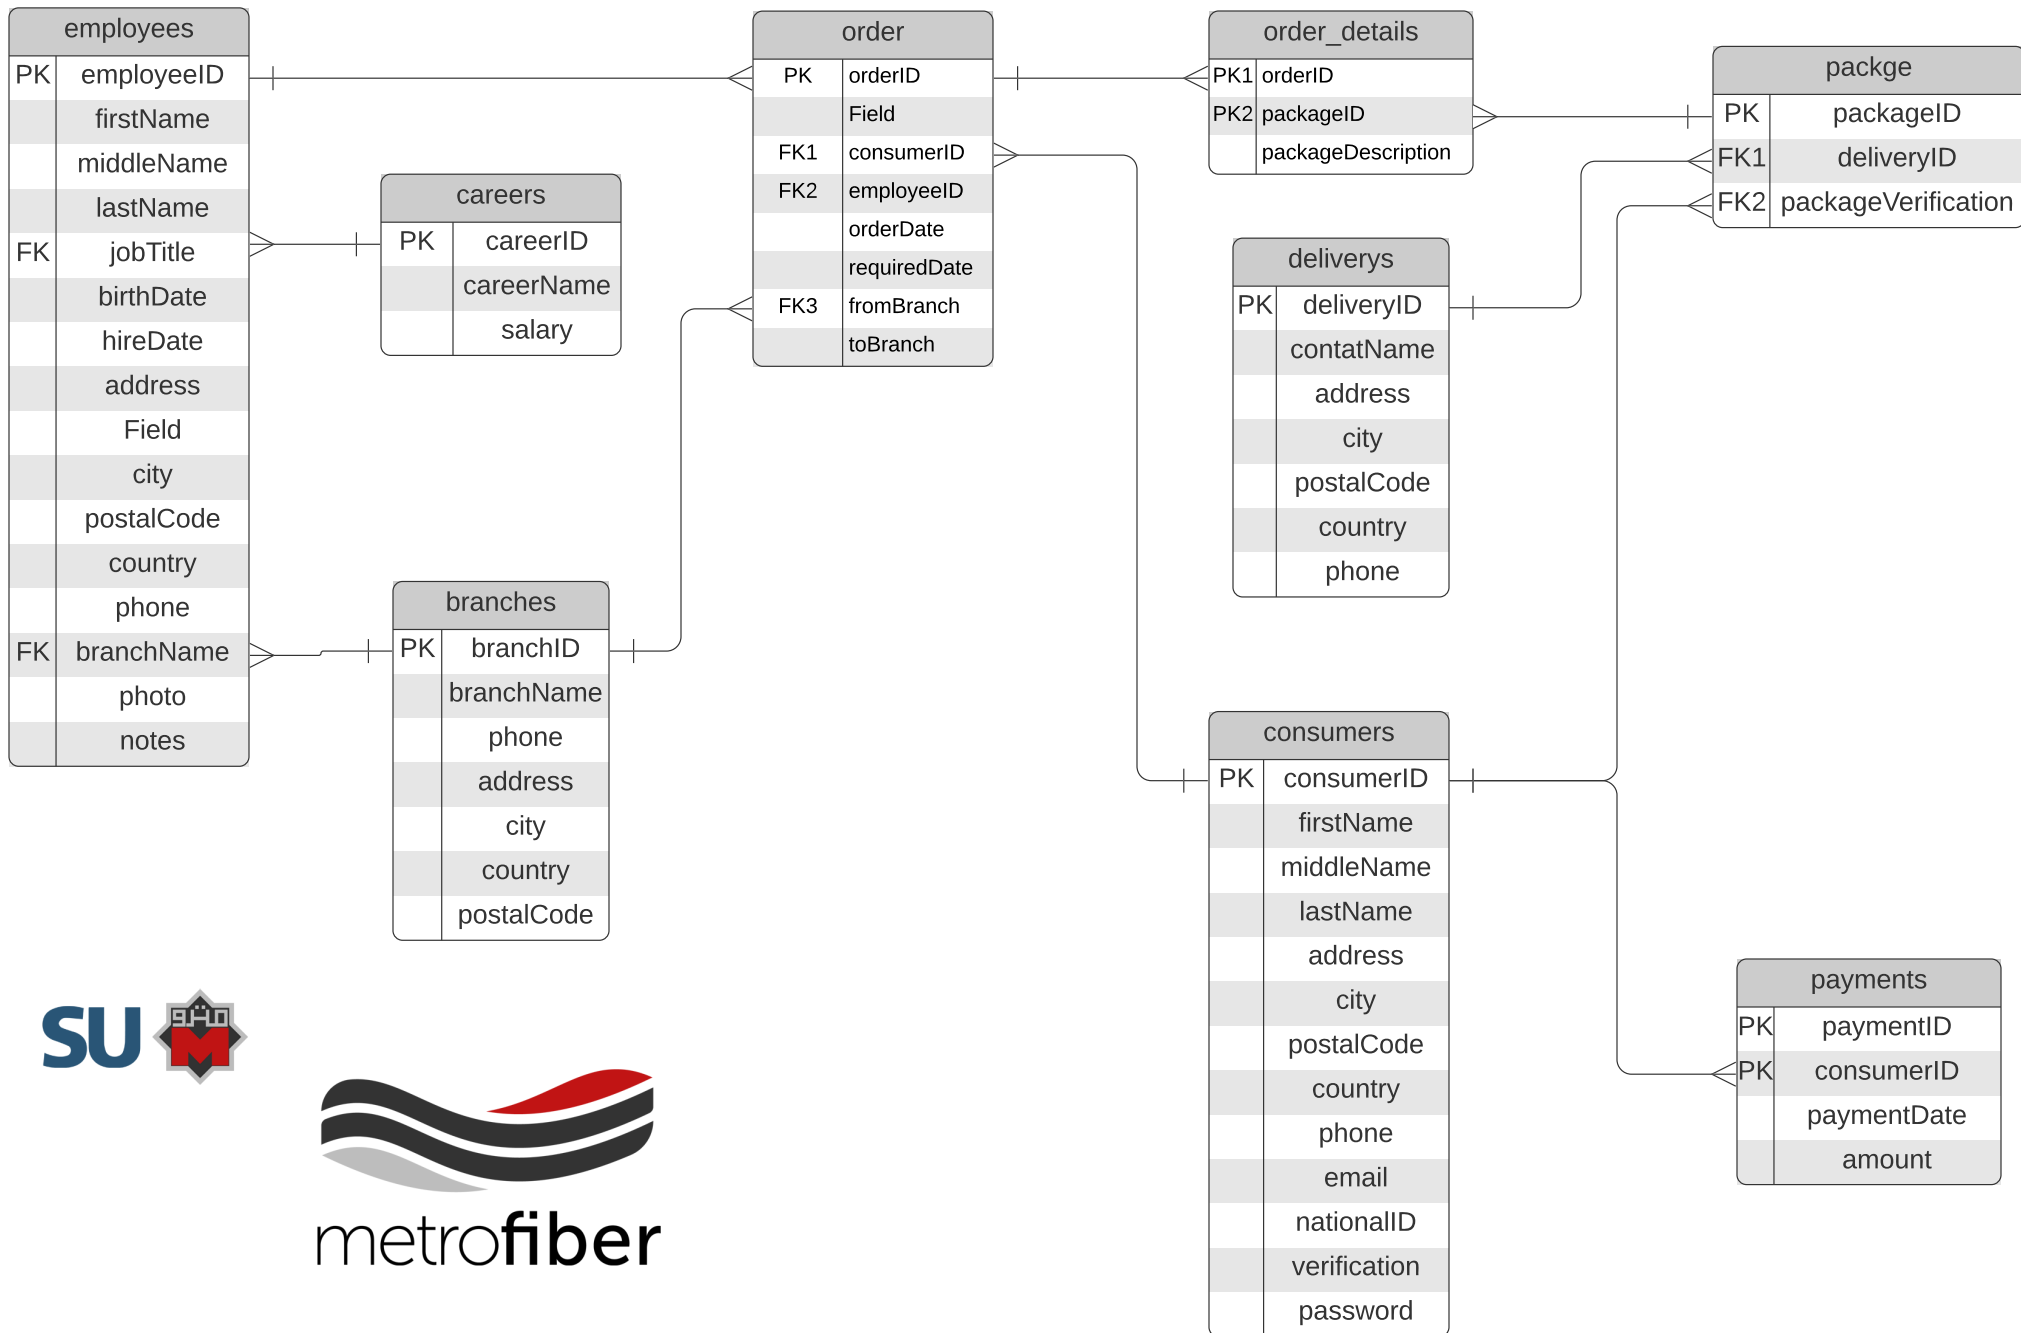 employees
PK employeeID
firstName
middleName
lastName
FK jobTitle
birthDate
hireDate
address
Field
city
postalCode
country
phone
FK branchName
photo
notes
careers
PK careerID
careerName
salary
branches
PK branchID
branchName
phone
address
city
country
postalCode
order
PK orderID
Field
FK1 consumerID
FK2 employeeID
orderDate
requiredDate
FK3 fromBranch
toBranch
order_details
PK1 orderID
PK2 packageID
packageDescription
deliverys
PK deliveryID
contatName
address
city
postalCode
country
phone
packge
PK packageID
FK1 deliveryID
FK2 packageVerification
consumers
PK consumerID
firstName
middleName
lastName
address
city
postalCode
country
phone
email
nationalID
verification
password
payments
PK paymentID
PK consumerID
paymentDate
amount
SU
M
metrofiber